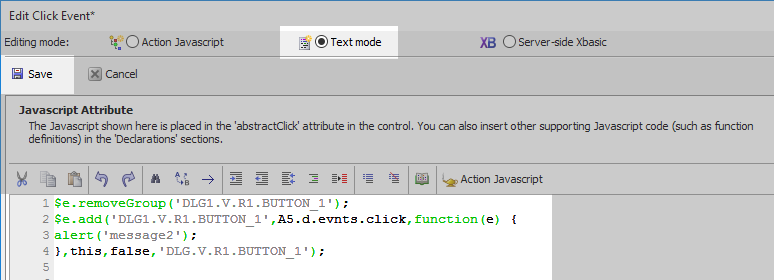 Edit Click Event*
Editing mode: Action Javascript Text mode XB Server-side Xbasic
Save Cancel
Javascript Attribute
The Javascript shown here is placed in the 'abstractClick' attribute in the control. You can also insert other supporting Javascript code (such as function
definitions) in the 'Declarations' sections.
Action Javascript
1 $e.removeGroup('DLG1.V.R1.BUTTON_1');
2 $e.add('DLG1.V.R1.BUTTON_1',A5.d.evnts.click,function(e) {
3 alert('message2');
4 },this,false,'DLG.V.R1.BUTTON_1');
5